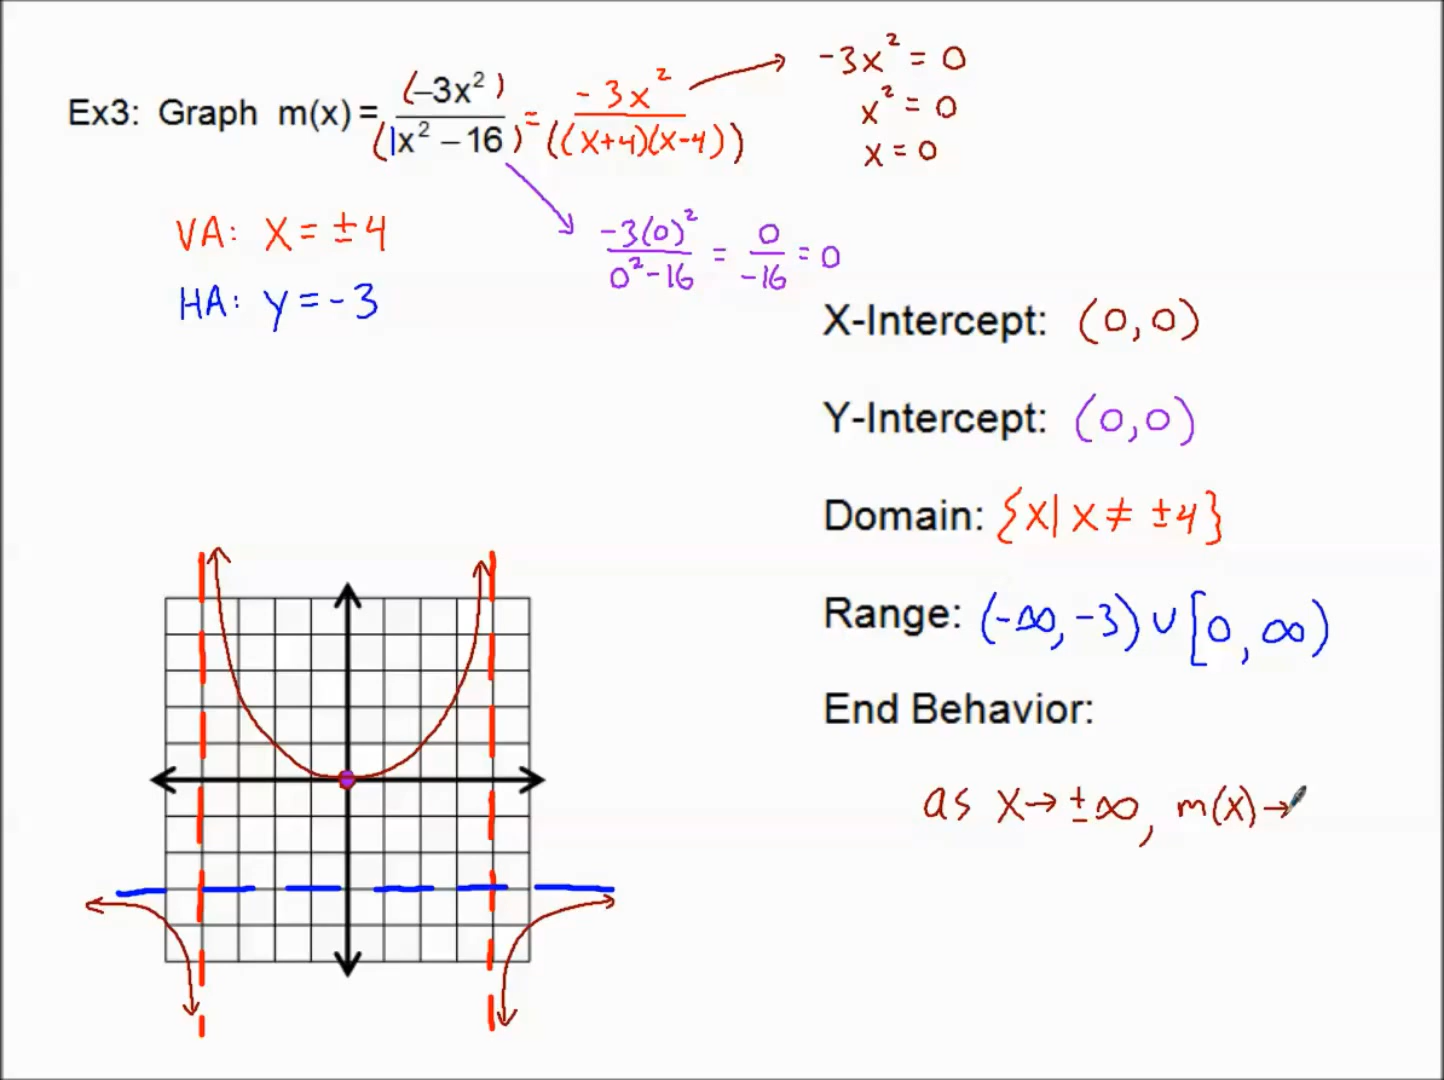 Ex3: Graph m(x) = (-3x²) / (1x² - 16) = -3x² / ((x+4)(x-4)) → -3x² = 0
x² = 0
x = 0
VA: x = ±4
-3(0)² / 0² - 16 = 0 / -16 = 0
HA: y = -3
X-Intercept: (0,0)
Y-Intercept: (0,0)
Domain: {x| x ≠ ±4}
Range: (-∞, -3) ∪ [0, ∞)
End Behavior:
as x→ ±∞, m(x) →